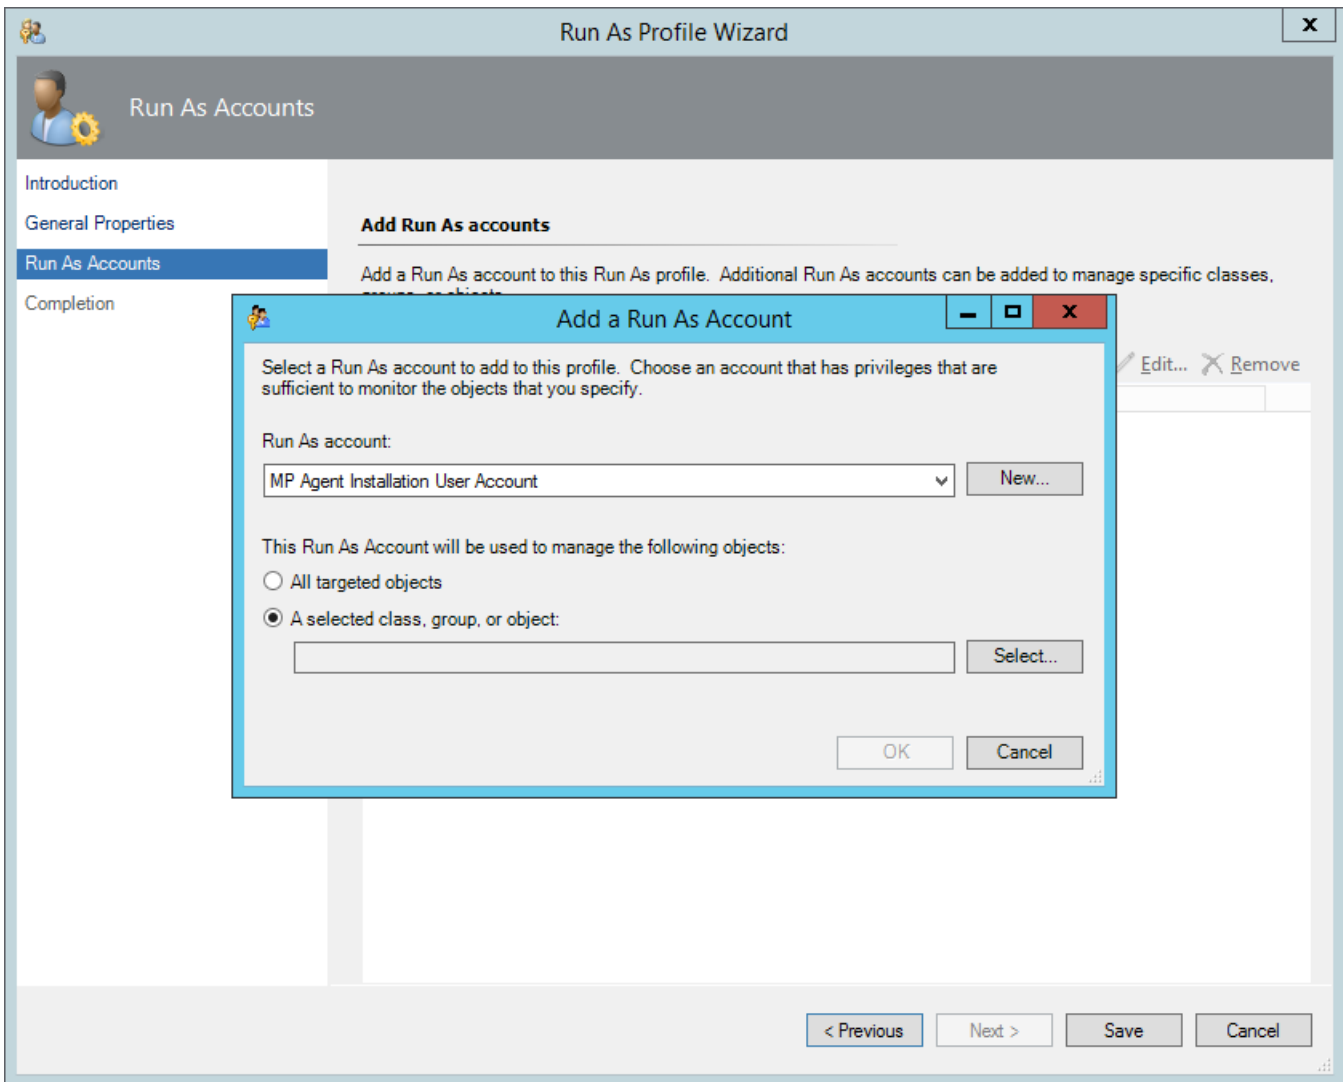 Run As Profile Wizard
Run As Accounts
Introduction
General Properties
Run As Accounts
Completion
Add Run As accounts
Add a Run As account to this Run As profile.  Additional Run As accounts can be added to manage specific classes,
groups, or objects.
Edit...
Remove
Add a Run As Account
Select a Run As account to add to this profile.  Choose an account that has privileges that are
sufficient to monitor the objects that you specify.
Run As account:
MP Agent Installation User Account
New...
This Run As Account will be used to manage the following objects:
All targeted objects
A selected class, group, or object:
Select...
OK
Cancel
< Previous
Next >
Save
Cancel